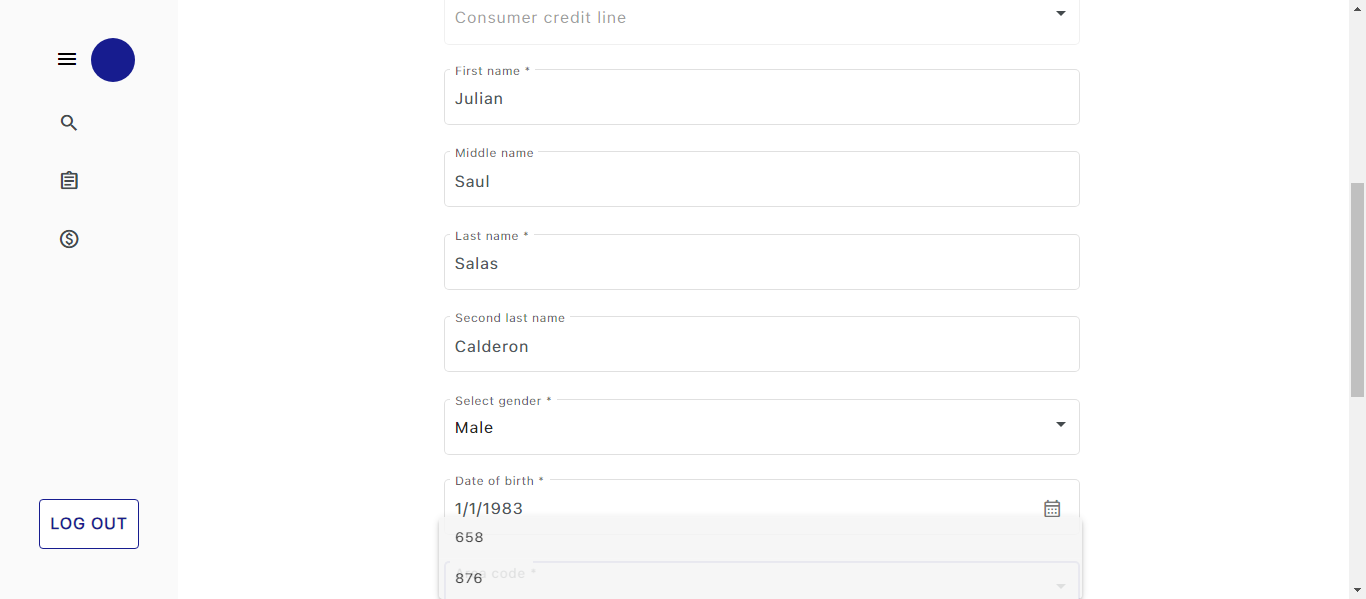 Consumer credit line
First name *
Julian
Middle name
Saul
Last name *
Salas
Second last name
Calderon
Select gender *
Male
Date of birth *
1/1/1983
658
Area code *
876
LOG OUT